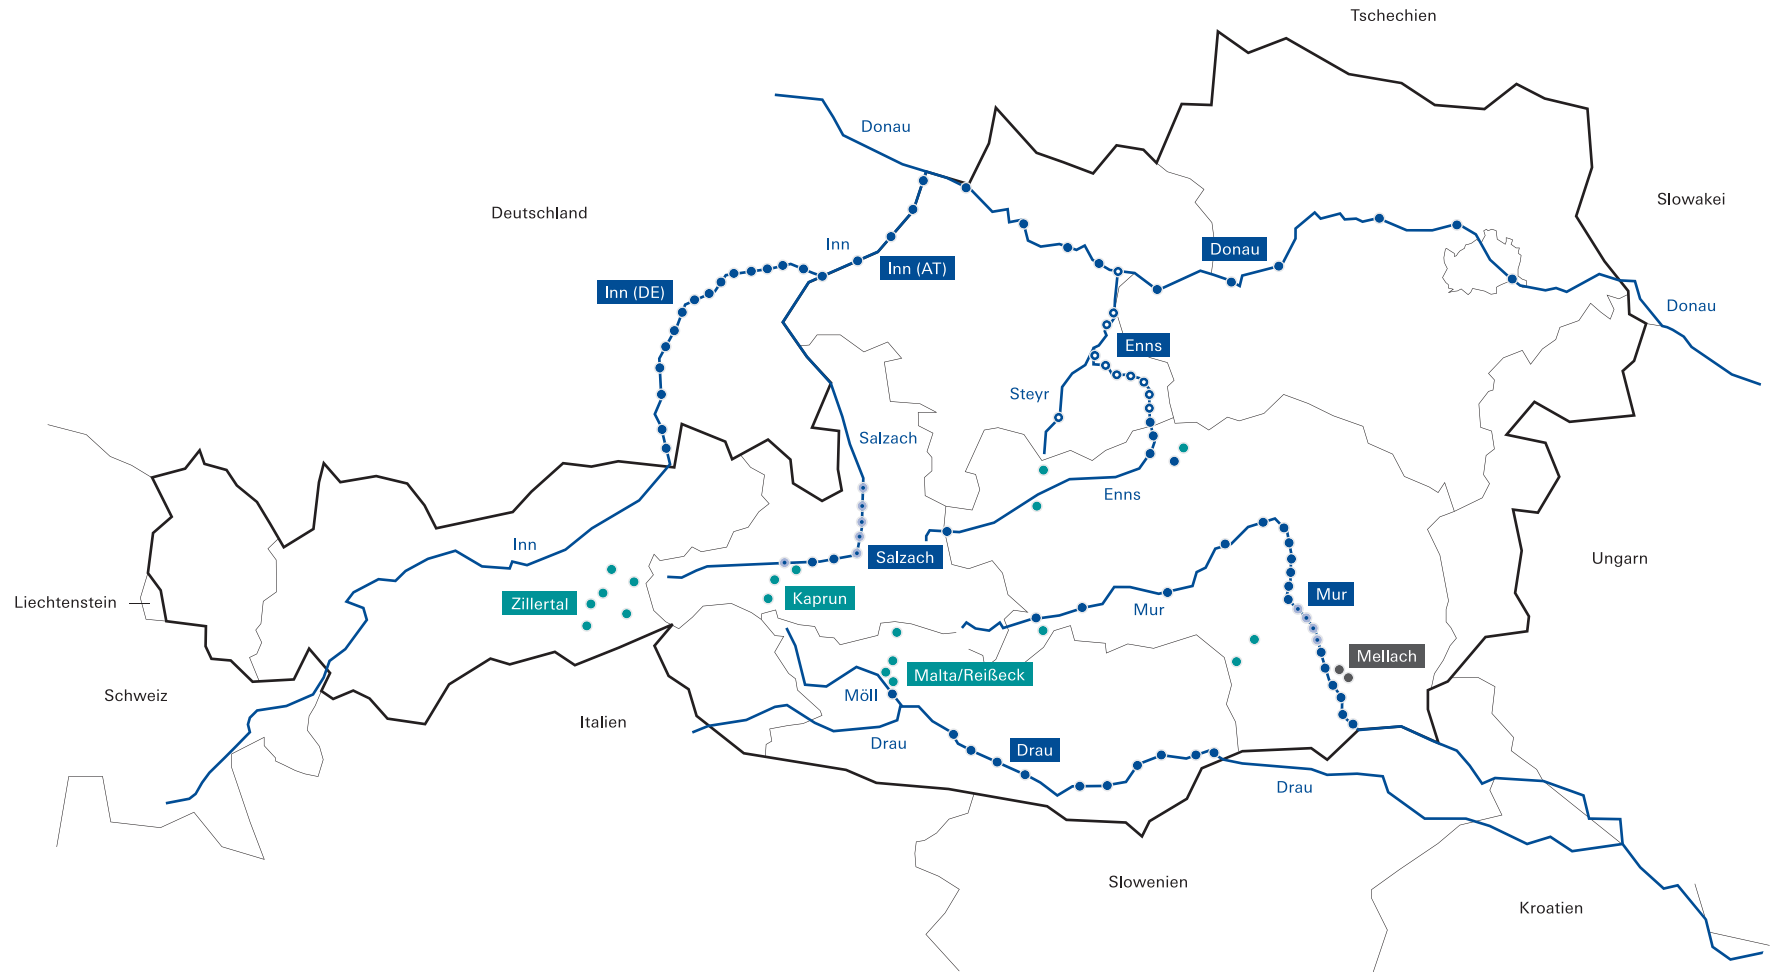 Tschechien
Donau
Slowakei
Deutschland
Inn
Donau
Inn (AT)
Inn (DE)
Donau
Enns
Steyr
Salzach
Enns
Inn
Salzach
Ungarn
Kaprun
Zillertal
Liechtenstein
Mur
Mur
Mellach
Malta/Reißeck
Schweiz
Möll
Italien
Drau
Drau
Drau
Slowenien
Kroatien